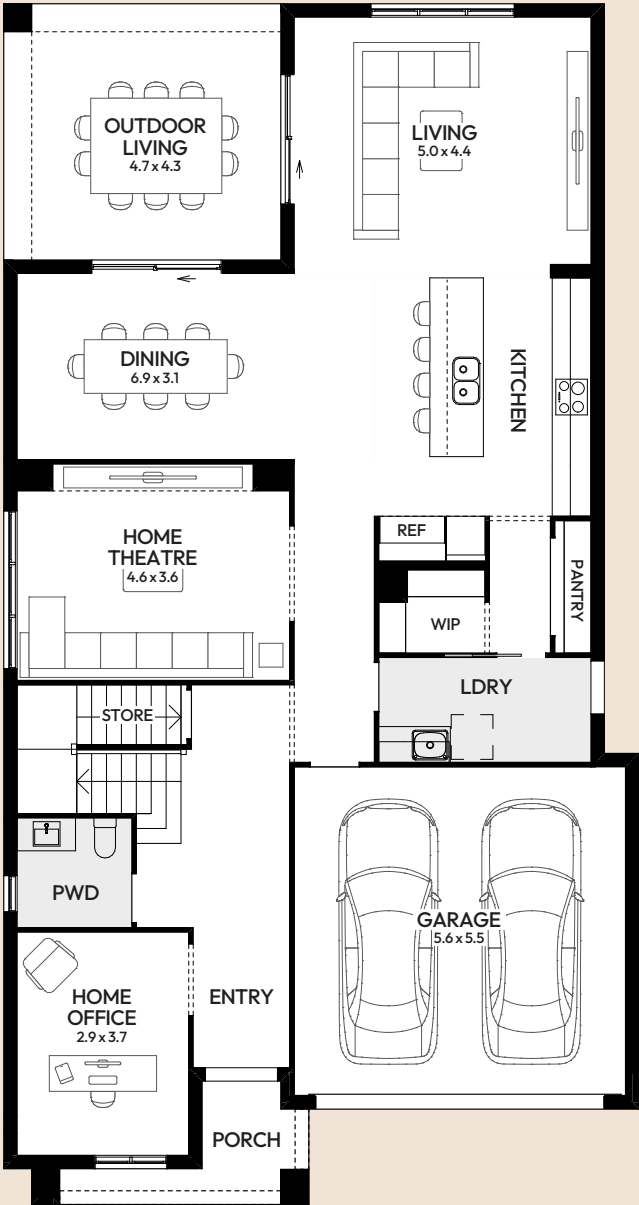 OUTDOOR
LIVING
4.7 x 4.3
LIVING
5.0 x 4.4
DINING
6.9 x 3.1
KITCHEN
HOME
THEATRE
4.6 x 3.6
REF
PANTRY
WIP
LDRY
STORE
PWD
GARAGE
5.6 x 5.5
HOME
OFFICE
2.9 x 3.7
ENTRY
PORCH